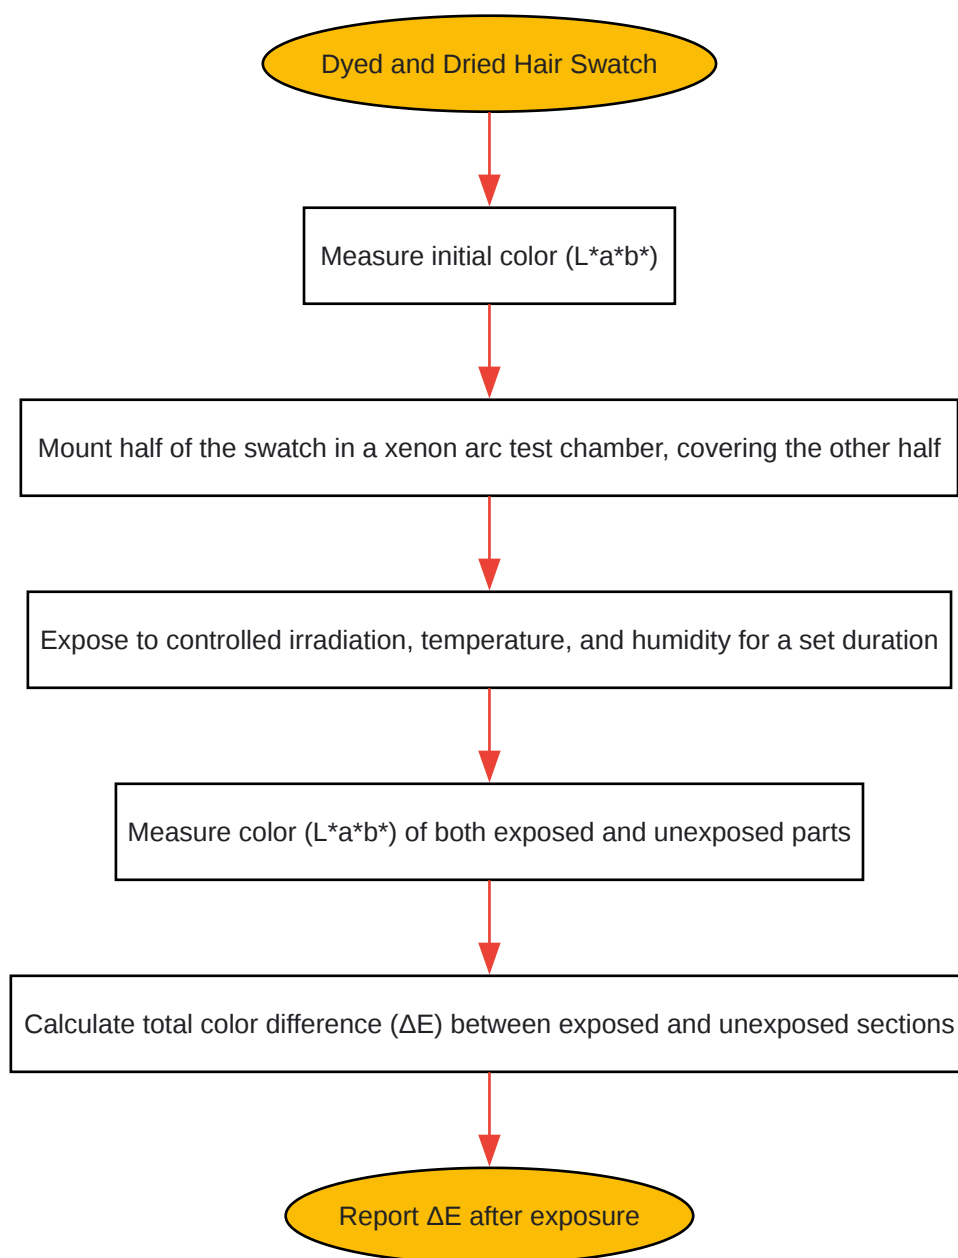 Dyed and Dried Hair Swatch
Measure initial color (L*a*b*)
Mount half of the swatch in a xenon arc test chamber, covering the other half
Expose to controlled irradiation, temperature, and humidity for a set duration
Measure color (L*a*b*) of both exposed and unexposed parts
Calculate total color difference (ΔE) between exposed and unexposed sections
Report ΔE after exposure